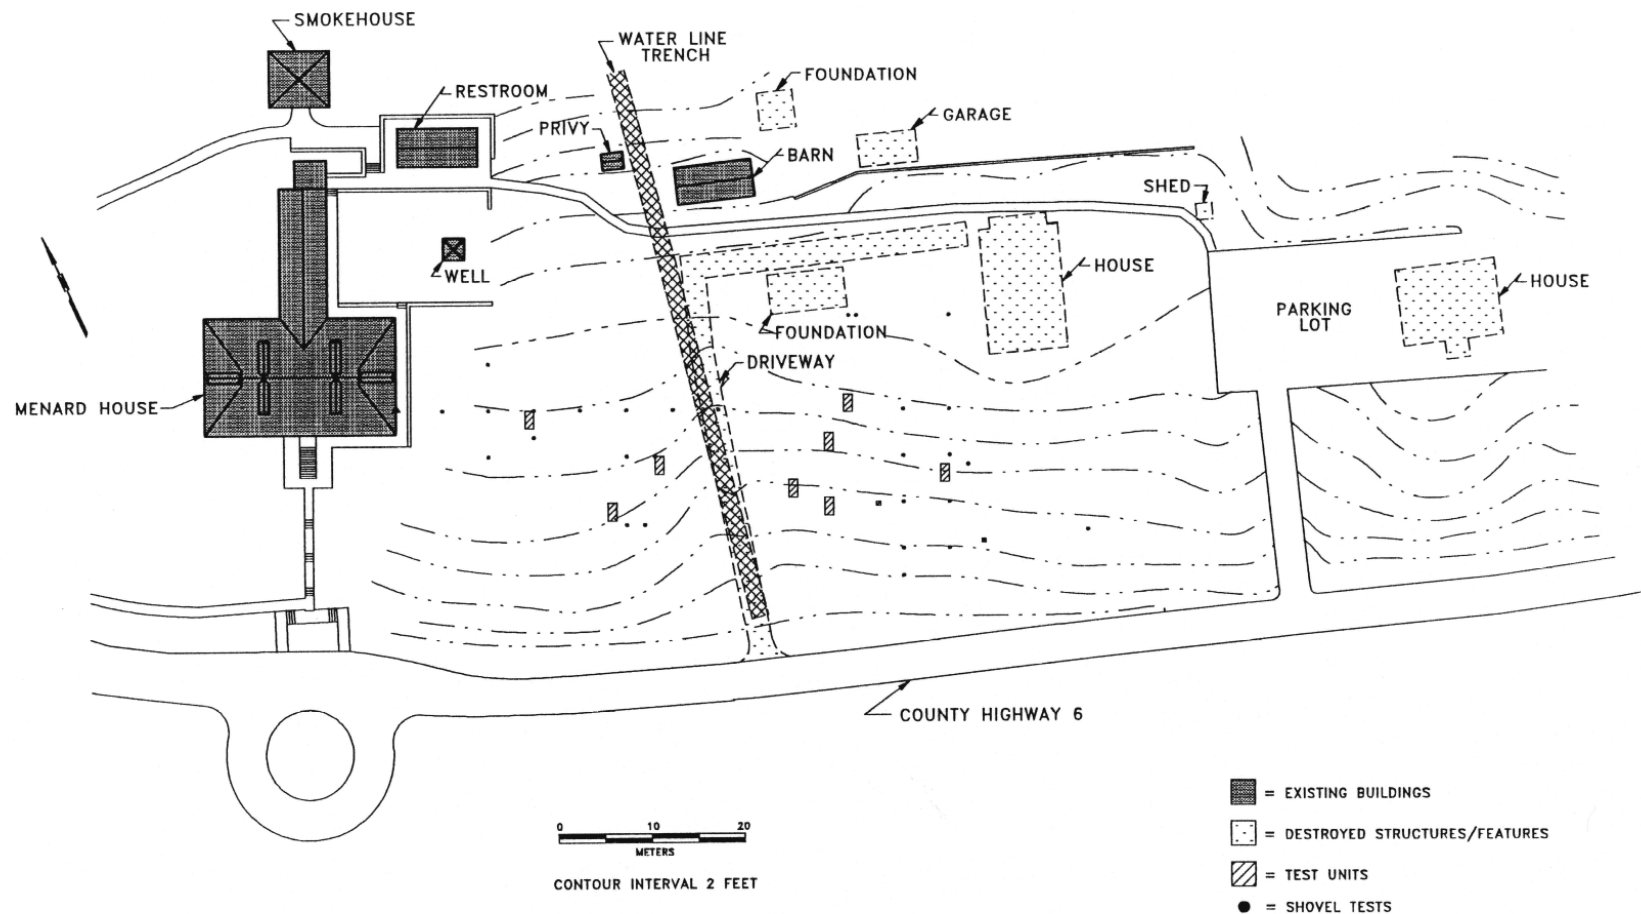 SMOKEHOUSE
WATER LINE
TRENCH
FOUNDATION
RESTROOM
GARAGE
PRIVY
BARN
SHED
WELL
HOUSE
HOUSE
PARKING
LOT
FOUNDATION
DRIVEWAY
MENARD HOUSE
COUNTY HIGHWAY 6
0 10 20
METERS
CONTOUR INTERVAL 2 FEET
= EXISTING BUILDINGS
= DESTROYED STRUCTURES/FEATURES
= TEST UNITS
= SHOVEL TESTS